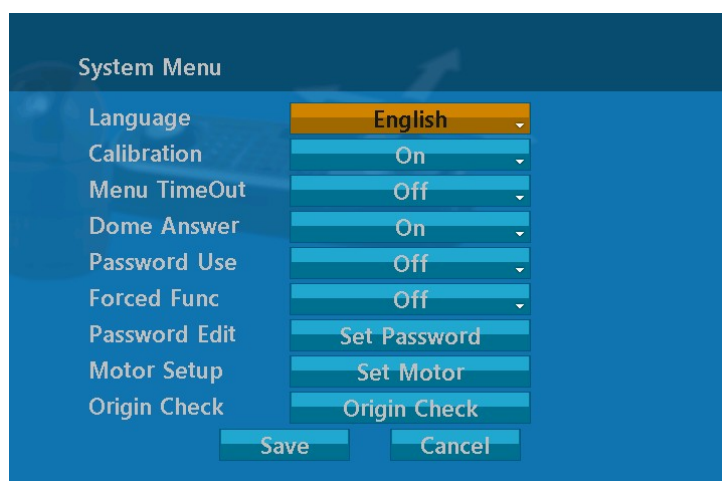 System Menu
Language English
Calibration On
Menu TimeOut Off
Dome Answer On
Password Use Off
Forced Func Off
Password Edit Set Password
Motor Setup Set Motor
Origin Check Origin Check
Save Cancel